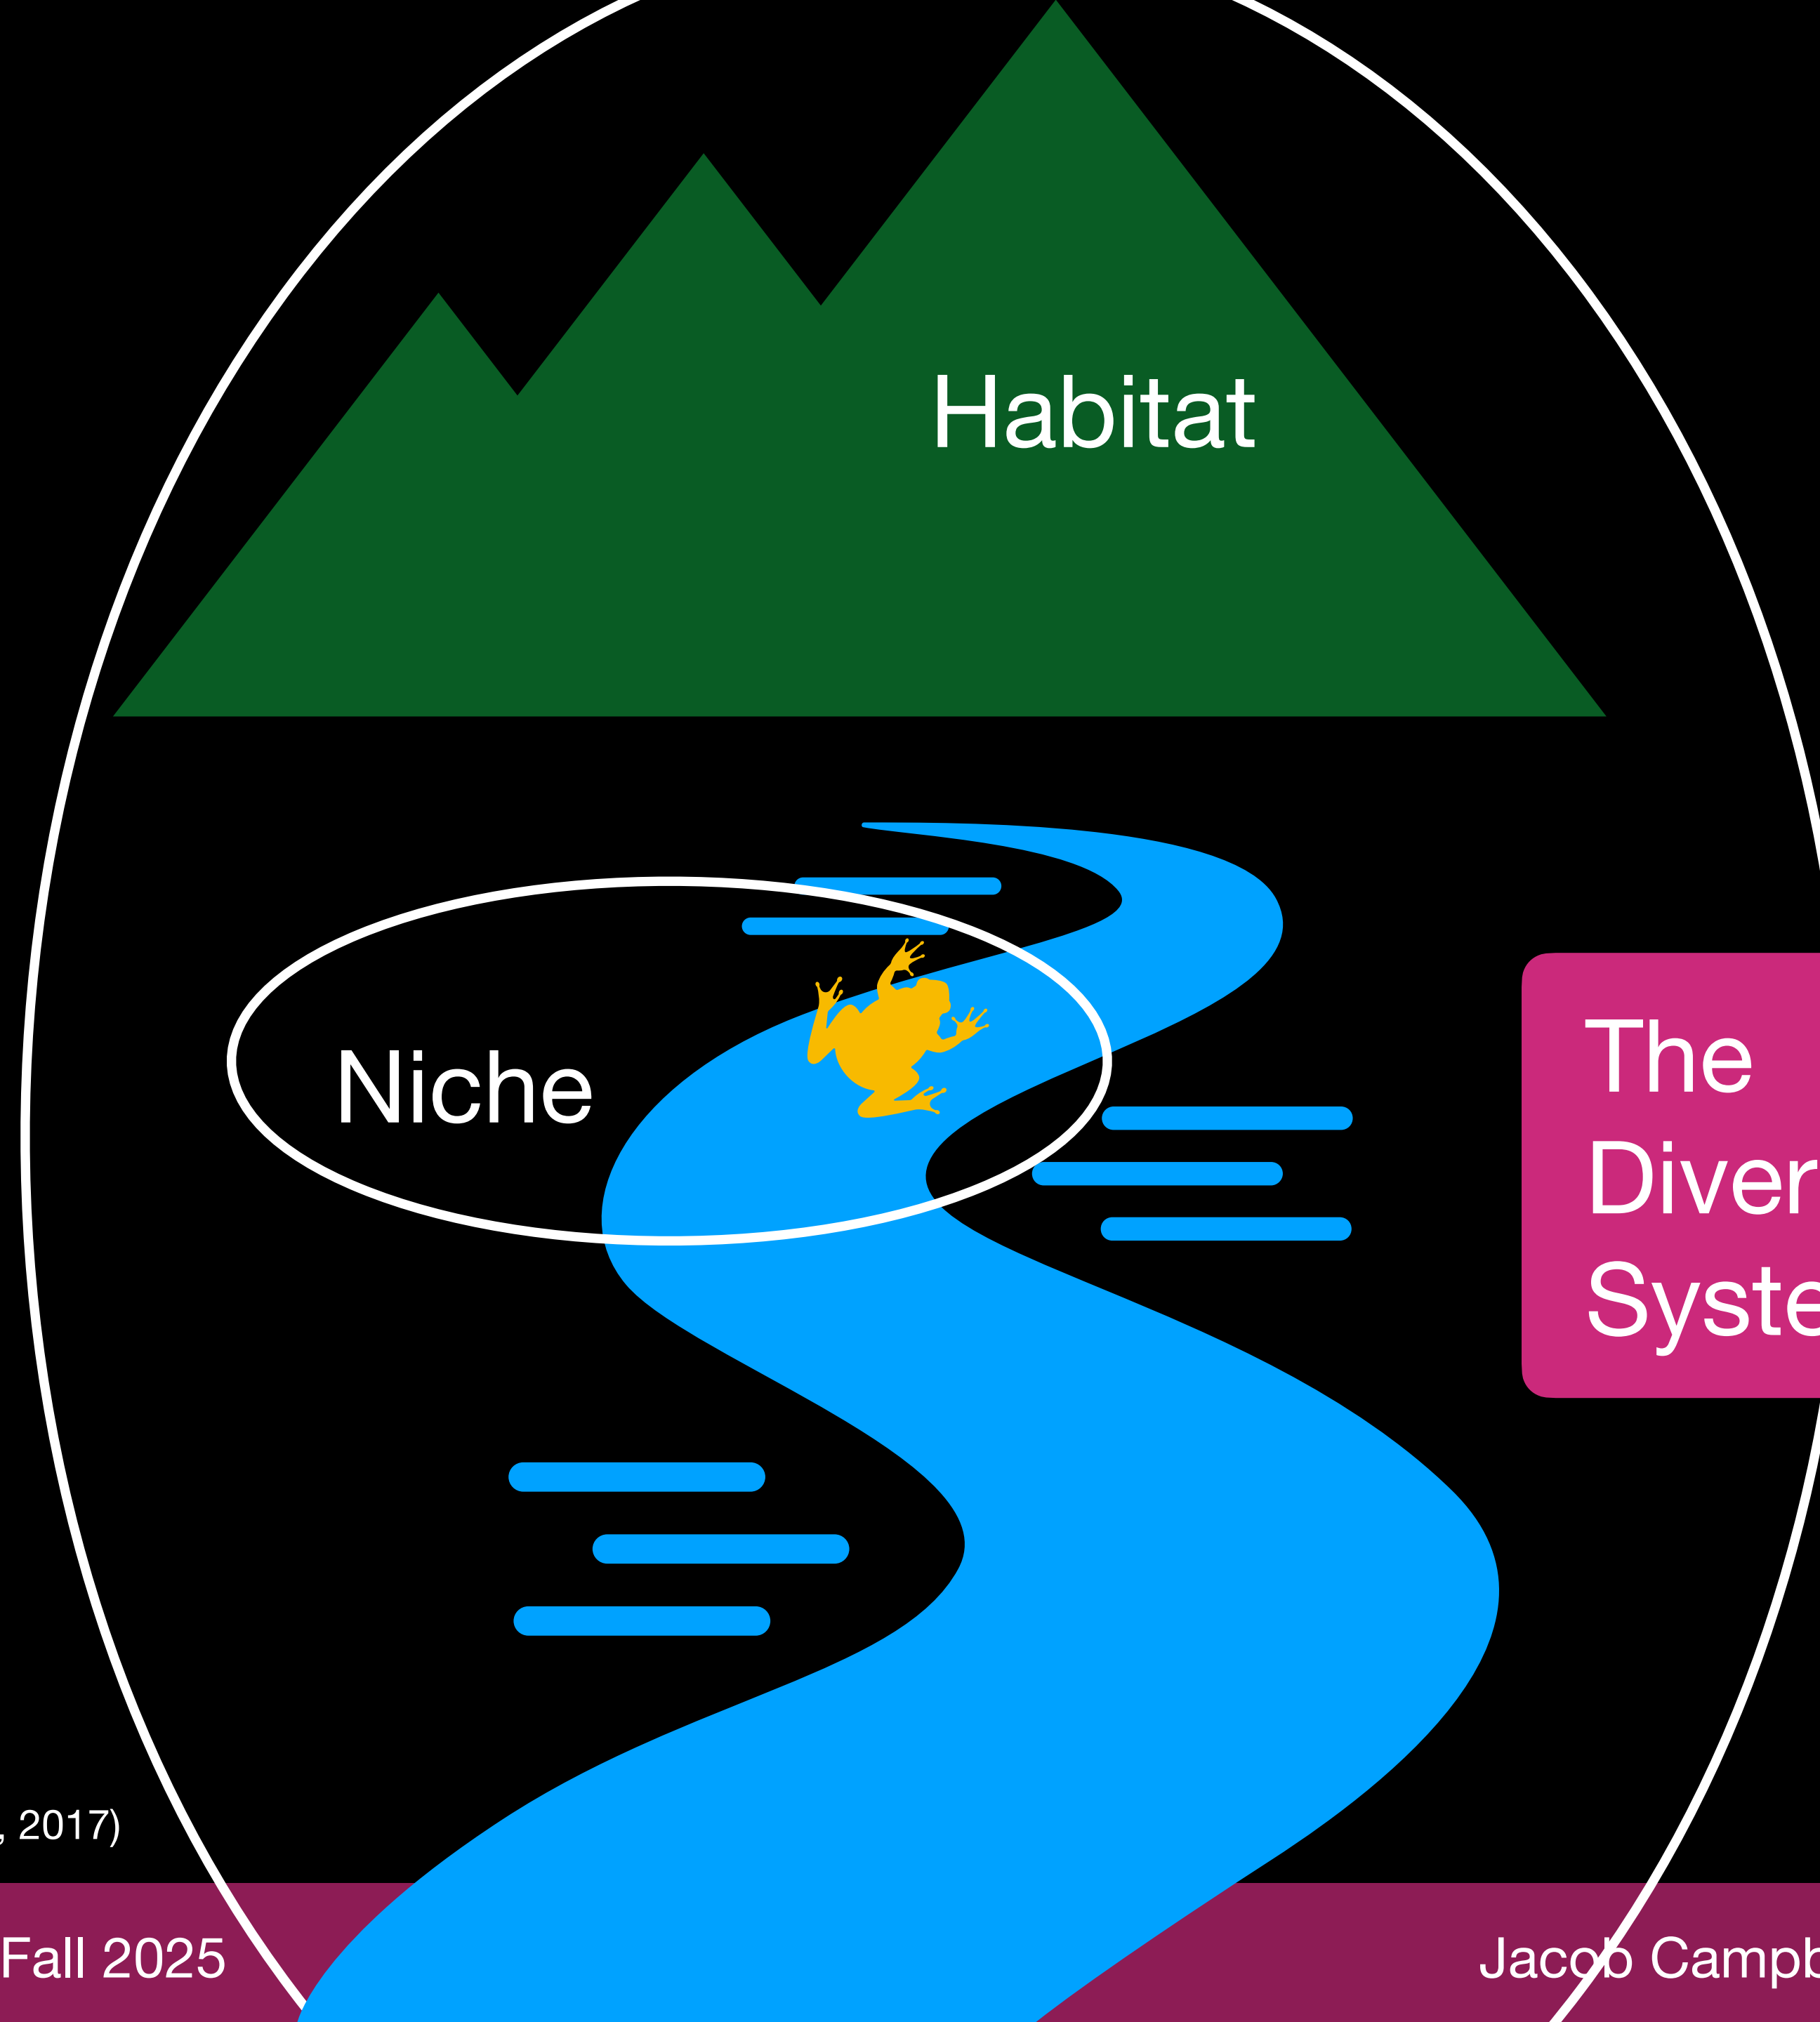 Habitat
Niche
The
Diver
Syste
, 2017)
Fall 2025
Jacob Campb